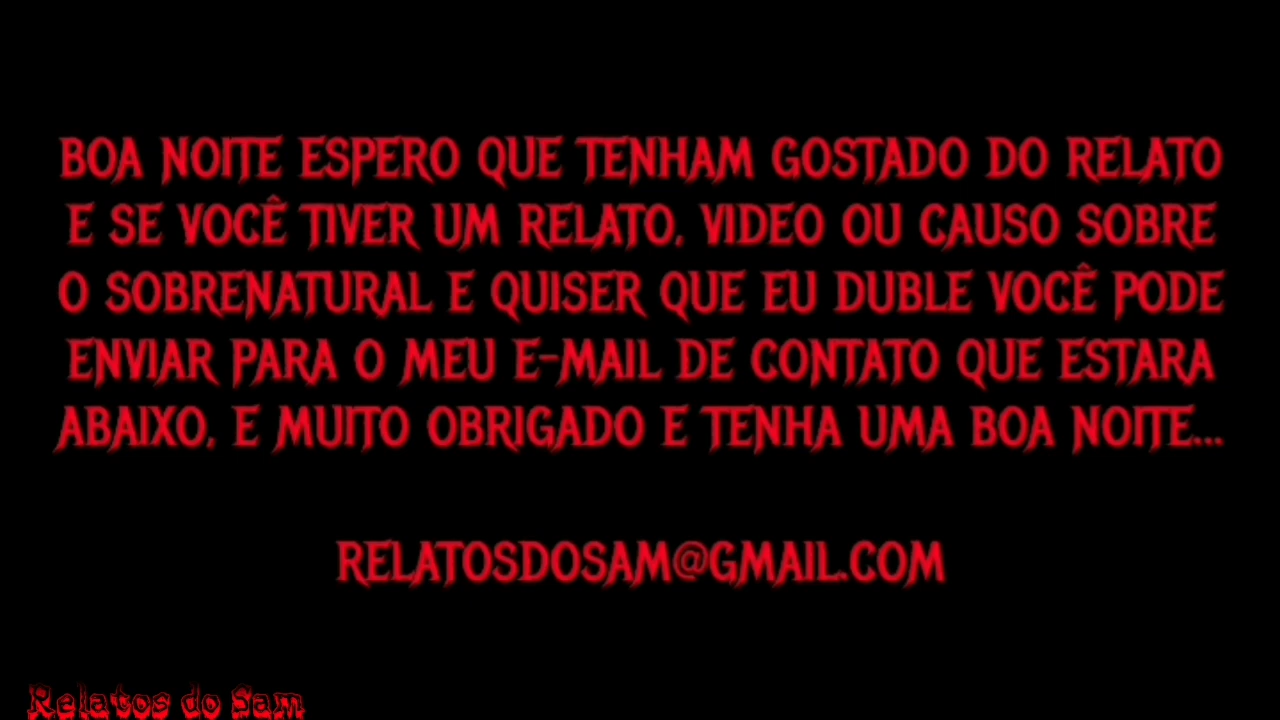 BOA NOITE ESPERO QUE TENHAM GOSTADO DO RELATO
E SE VOCÊ TIVER UM RELATO, VIDEO OU CAUSO SOBRE
O SOBRENATURAL E QUISER QUE EU DUBLE VOCÊ PODE
ENVIAR PARA O MEU E-MAIL DE CONTATO QUE ESTARA
ABAIXO, E MUITO OBRIGADO E TENHA UMA BOA NOITE...
RELATOSDOSAM@GMAIL.COM
Relatos do Sam